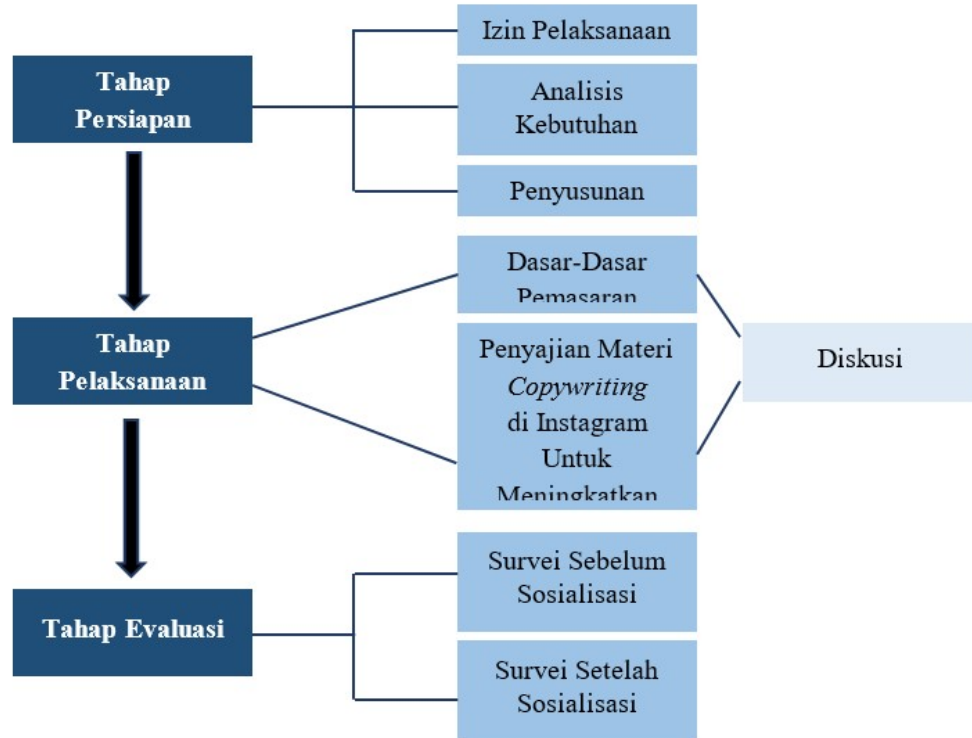 Tahap
Persiapan
Izin Pelaksanaan
Analisis
Kebutuhan
Penyusunan
Tahap
Pelaksanaan
Dasar-Dasar
Pemasaran
Penyajian Materi
Copywriting
di Instagram
Untuk
Meningkatkan
Diskusi
Tahap Evaluasi
Survei Sebelum
Sosialisasi
Survei Setelah
Sosialisasi